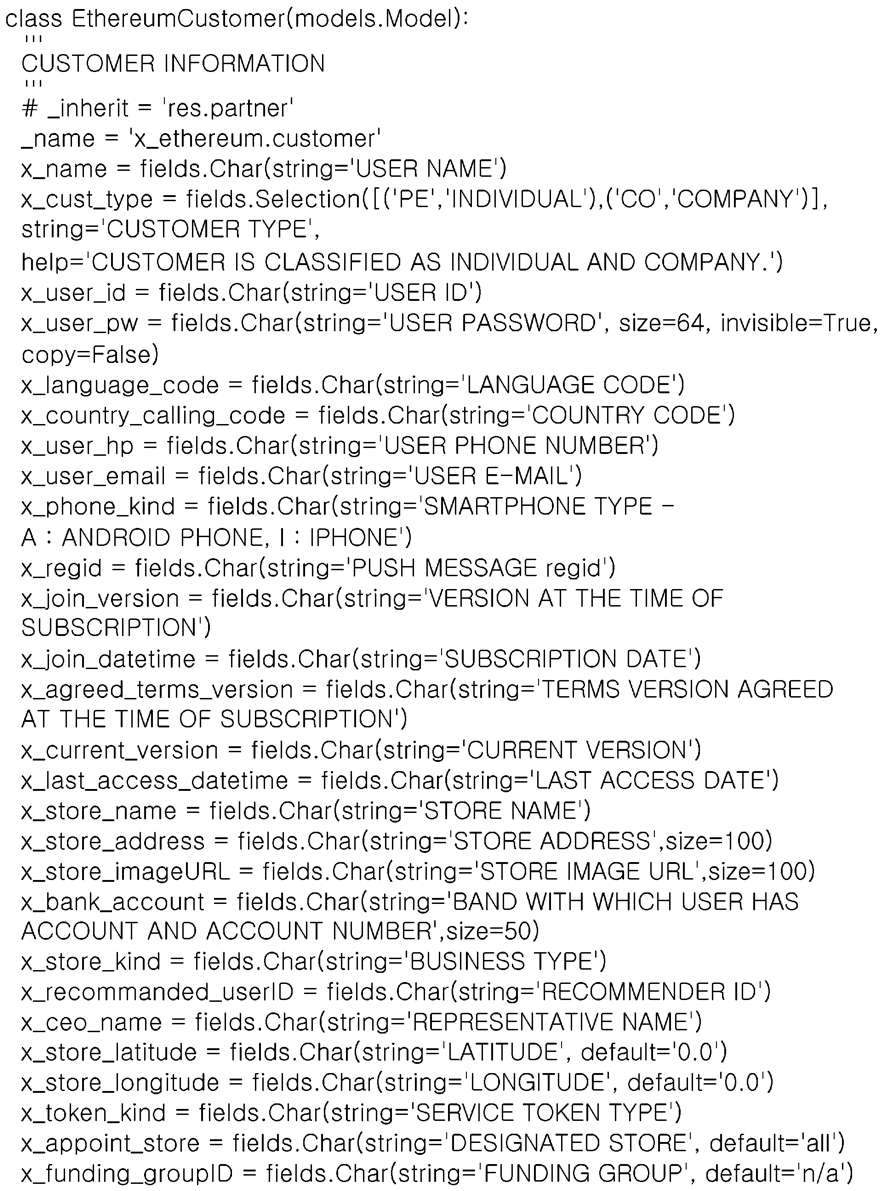 class EthereumCustomer(models.Model):
'''
CUSTOMER INFORMATION
'''
# _inherit = 'res.partner'
_name = 'x_ethereum.customer'
x_name = fields.Char(string='USER NAME')
x_cust_type = fields.Selection([('PE','INDIVIDUAL'),('CO','COMPANY')],
string='CUSTOMER TYPE',
help='CUSTOMER IS CLASSIFIED AS INDIVIDUAL AND COMPANY.')
x_user_id = fields.Char(string='USER ID')
x_user_pw = fields.Char(string='USER PASSWORD', size=64, invisible=True,
copy=False)
x_language_code = fields.Char(string='LANGUAGE CODE')
x_country_calling_code = fields.Char(string='COUNTRY CODE')
x_user_hp = fields.Char(string='USER PHONE NUMBER')
x_user_email = fields.Char(string='USER E-MAIL')
x_phone_kind = fields.Char(string='SMARTPHONE TYPE -
A : ANDROID PHONE, I : IPHONE')
x_regid = fields.Char(string='PUSH MESSAGE regid')
x_join_version = fields.Char(string='VERSION AT THE TIME OF
SUBSCRIPTION')
x_join_datetime = fields.Char(string='SUBSCRIPTION DATE')
x_agreed_terms_version = fields.Char(string='TERMS VERSION AGREED
AT THE TIME OF SUBSCRIPTION')
x_current_version = fields.Char(string='CURRENT VERSION')
x_last_access_datetime = fields.Char(string='LAST ACCESS DATE')
x_store_name = fields.Char(string='STORE NAME')
x_store_address = fields.Char(string='STORE ADDRESS',size=100)
x_store_imageURL = fields.Char(string='STORE IMAGE URL',size=100)
x_bank_account = fields.Char(string='BAND WITH WHICH USER HAS
ACCOUNT AND ACCOUNT NUMBER',size=50)
x_store_kind = fields.Char(string='BUSINESS TYPE')
x_recommanded_userID = fields.Char(string='RECOMMENDER ID')
x_ceo_name = fields.Char(string='REPRESENTATIVE NAME')
x_store_latitude = fields.Char(string='LATITUDE', default='0.0')
x_store_longitude = fields.Char(string='LONGITUDE', default='0.0')
x_token_kind = fields.Char(string='SERVICE TOKEN TYPE')
x_appoint_store = fields.Char(string='DESIGNATED STORE', default='all')
x_funding_groupID = fields.Char(string='FUNDING GROUP', default='n/a')